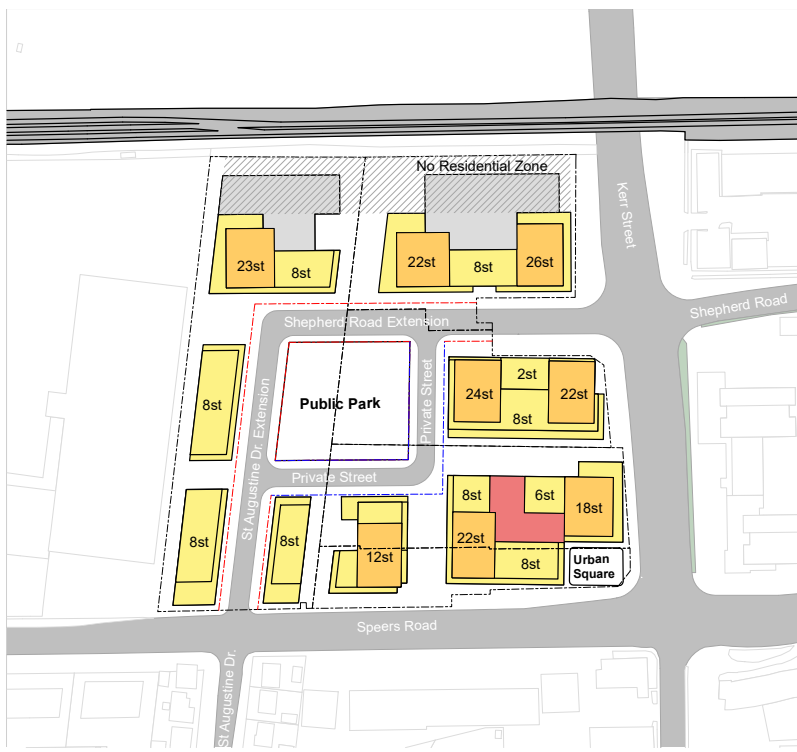 No Residential Zone
Kerr Street
23st
8st
22st
8st
26st
Shepherd Road
Shepherd Road Extension
8st
St Augustine Dr. Extension
Public Park
Private Street
24st
2st
22st
8st
Private Street
8st
8st
12st
8st
6st
18st
22st
8st
Urban
Square
Speers Road
St Augustine Dr.